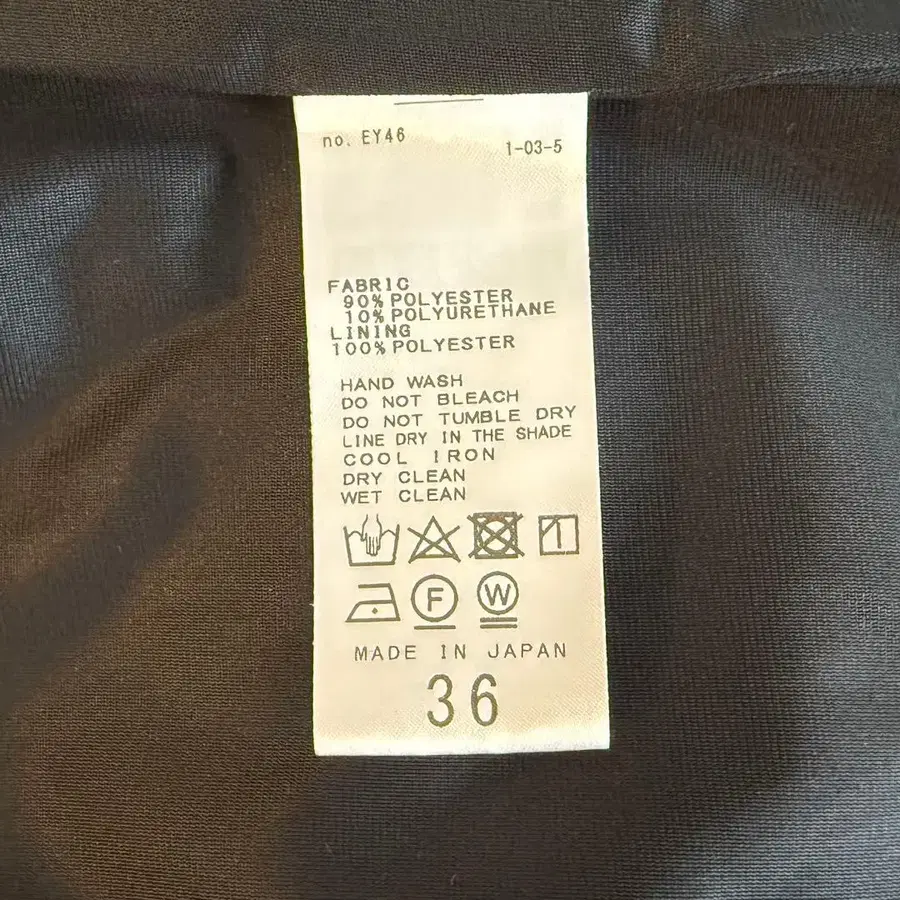 no. EY46
1-03-5
FABRIC
90% POLYESTER
10% POLYURETHANE
LINING
100% POLYESTER
HAND WASH
DO NOT BLEACH
DO NOT TUMBLE DRY
LINE DRY IN THE SHADE
COOL IRON
DRY CLEAN
WET CLEAN
F W
MADE IN JAPAN
36